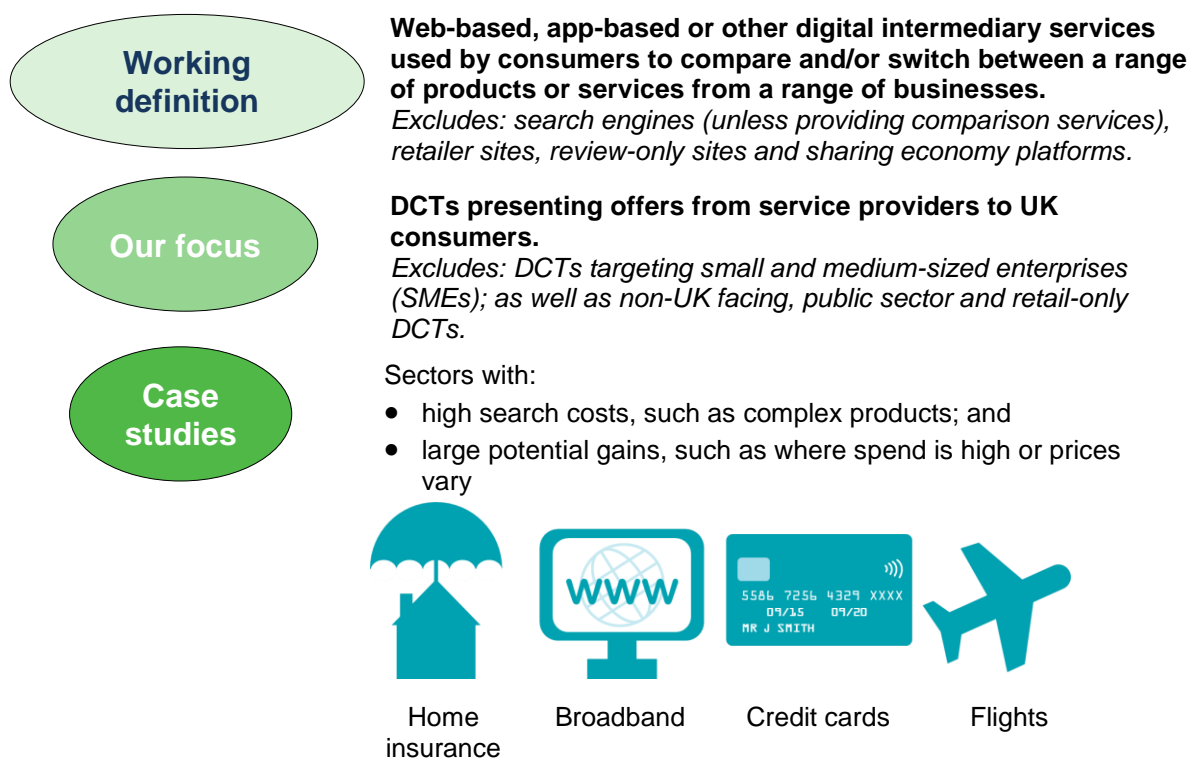 Working
definition
Web-based, app-based or other digital intermediary services
used by consumers to compare and/or switch between a range
of products or services from a range of businesses.
Excludes: search engines (unless providing comparison services),
retailer sites, review-only sites and sharing economy platforms.
Our focus
DCTs presenting offers from service providers to UK
consumers.
Excludes: DCTs targeting small and medium-sized enterprises
(SMEs); as well as non-UK facing, public sector and retail-only
DCTs.
Case
studies
Sectors with:
• high search costs, such as complex products; and
• large potential gains, such as where spend is high or prices
vary
www
5586 7256 4329 XXXX
09/15 09/20
MR J SMITH
Home
insurance
Broadband
Credit cards
Flights